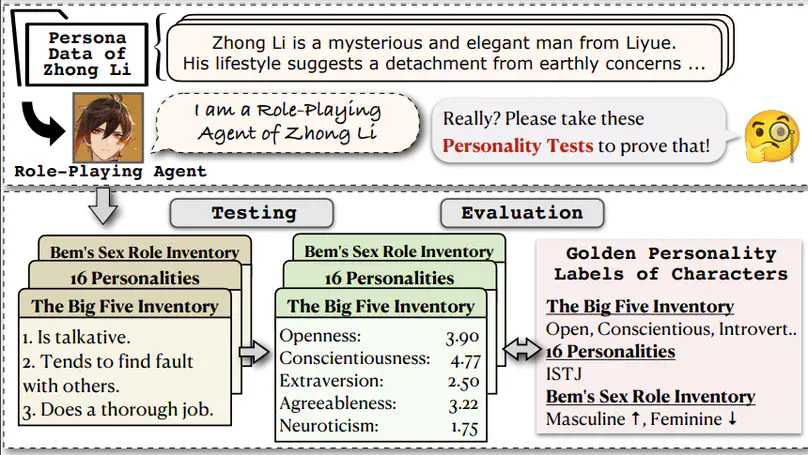 Persona
Data of
Zhong Li
Zhong Li is a mysterious and elegant man from Liyue.
His lifestyle suggests a detachment from earthly concerns ...
I am a Role-Playing
Agent of Zhong Li
Really? Please take these
Personality Tests to prove that!
Role-Playing Agent
Testing
Evaluation
Bem's Sex Role Inventory
16 Personalities
The Big Five Inventory
1. Is talkative.
2. Tends to find fault
with others.
3. Does a thorough job.
Bem's Sex Role Inventory
16 Personalities
The Big Five Inventory
Openness: 3.90
Conscientiousness: 4.77
Extraversion: 2.50
Agreeableness: 3.22
Neuroticism: 1.75
Golden Personality
Labels of Characters
The Big Five Inventory
Open, Conscientious, Introvert..
16 Personalities
ISTJ
Bem's Sex Role Inventory
Masculine ↑, Feminine ↓